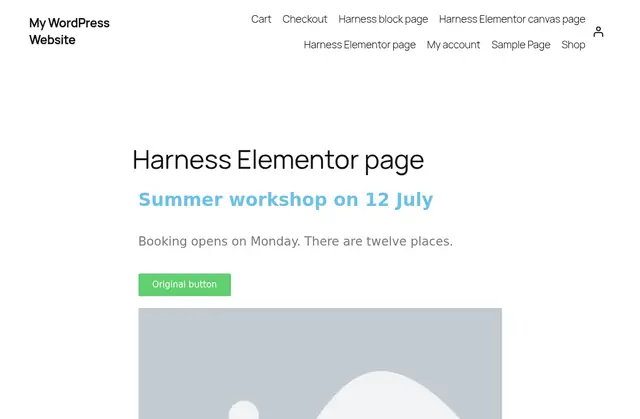 My WordPress
Website
Cart Checkout Harness block page Harness Elementor canvas page
Harness Elementor page My account Sample Page Shop
Harness Elementor page
Summer workshop on 12 July
Booking opens on Monday. There are twelve places.
Original button